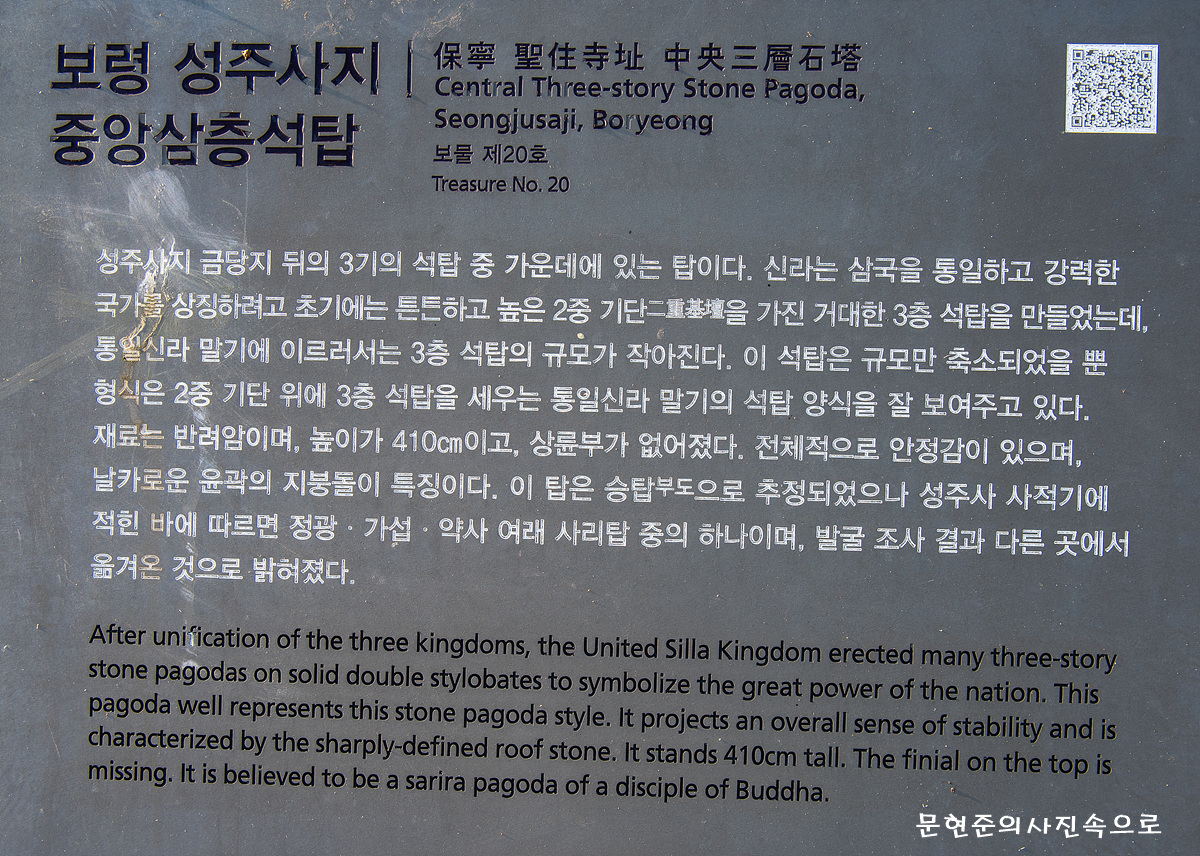 보령 성주사지
중앙삼층석탑
保寧 聖住寺址 中央三層石塔
Central Three-story Stone Pagoda,
Seongjusaji, Boryeong
보물 제20호
Treasure No. 20
성주사지 금당지 뒤의 3기의 석탑 중 가운데에 있는 탑이다. 신라는 삼국을 통일하고 강력한
국가를 상징하려고 초기에는 튼튼하고 높은 2중 기단二重基壇을 가진 거대한 3층 석탑을 만들었는데,
통일신라 말기에 이르러서는 3층 석탑의 규모가 작아진다. 이 석탑은 규모만 축소되었을 뿐
형식은 2중 기단 위에 3층 석탑을 세우는 통일신라 말기의 석탑 양식을 잘 보여주고 있다.
재료는 반려암이며, 높이가 410㎝이고, 상륜부가 없어졌다. 전체적으로 안정감이 있으며,
날카로운 윤곽의 지붕돌이 특징이다. 이 탑은 승탑부도으로 추정되었으나 성주사 사적기에
적힌 바에 따르면 정광 · 가섭 · 약사 여래 사리탑 중의 하나이며, 발굴 조사 결과 다른 곳에서
옮겨온 것으로 밝혀졌다.
After unification of the three kingdoms, the United Silla Kingdom erected many three-story
stone pagodas on solid double stylobates to symbolize the great power of the nation. This
pagoda well represents this stone pagoda style. It projects an overall sense of stability and is
characterized by the sharply-defined roof stone. It stands 410cm tall. The finial on the top is
missing. It is believed to be a sarira pagoda of a disciple of Buddha.
문현준의사진속으로